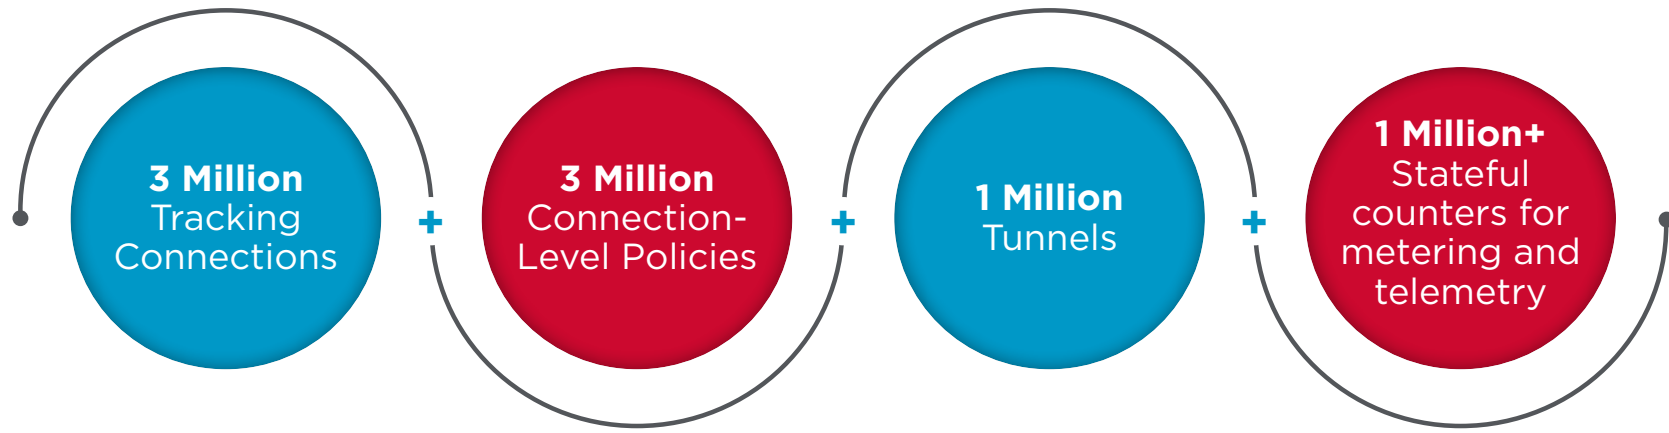 3 Million
Tracking
Connections
+
3 Million
Connection-
Level Policies
+
1 Million
Tunnels
+
1 Million+
Stateful
counters for
metering and
telemetry